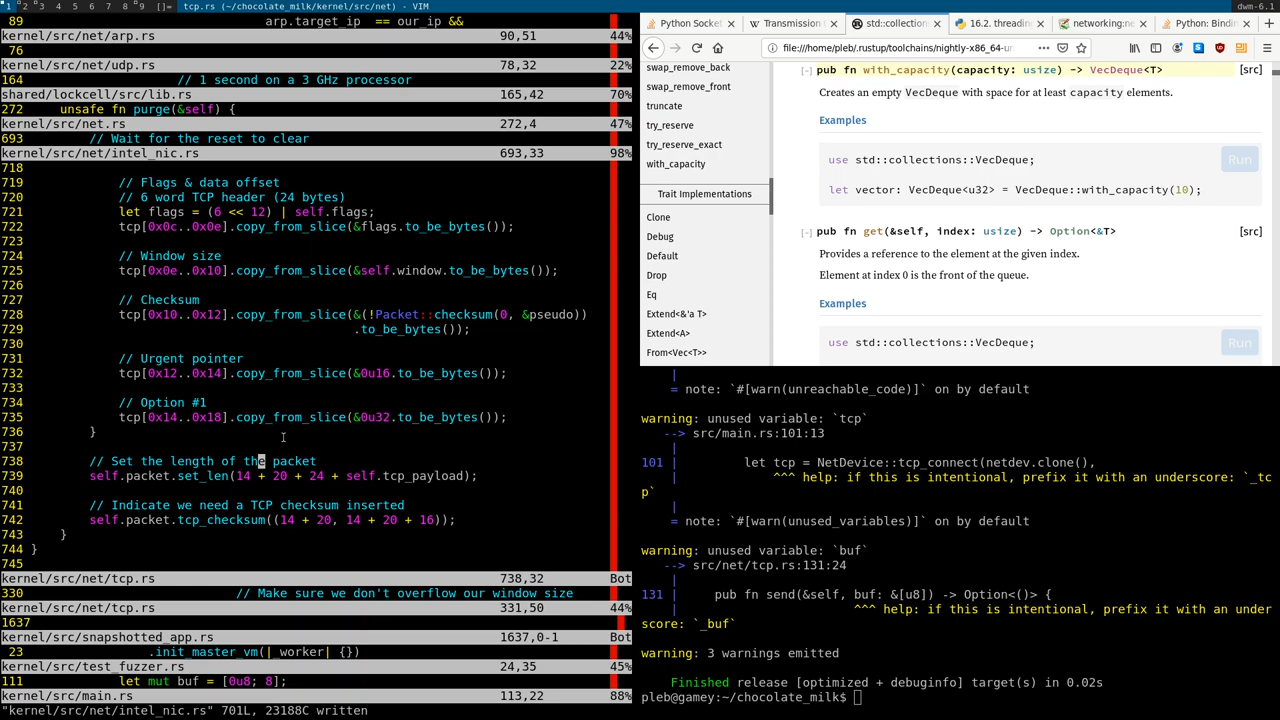 1 2 3 4 5 6 7 8 9 []= tcp.rs (~/chocolate_milk/kernel/src/net) - VIM dwm-6.1
89 arp.target_ip == our_ip &&
kernel/src/net/arp.rs 90,51 44%
76
kernel/src/net/udp.rs 78,32 22%
164 // 1 second on a 3 GHz processor
shared/lockcell/src/lib.rs 165,42 70%
272 unsafe fn purge(&self) {
kernel/src/net.rs 272,4 47%
693 // Wait for the reset to clear
kernel/src/net/intel_nic.rs 693,33 98%
718
719 // Flags & data offset
720 // 6 word TCP header (24 bytes)
721 let flags = (6 << 12) | self.flags;
722 tcp[0x0c..0x0e].copy_from_slice(&flags.to_be_bytes());
723
724 // Window size
725 tcp[0x0e..0x10].copy_from_slice(&self.window.to_be_bytes());
726
727 // Checksum
728 tcp[0x10..0x12].copy_from_slice(&(!Packet::checksum(0, &pseudo))
729 .to_be_bytes());
730
731 // Urgent pointer
732 tcp[0x12..0x14].copy_from_slice(&0u16.to_be_bytes());
733
734 // Option #1
735 tcp[0x14..0x18].copy_from_slice(&0u32.to_be_bytes());
736 }
737
738 // Set the length of the packet
739 self.packet.set_len(14 + 20 + 24 + self.tcp_payload);
740
741 // Indicate we need a TCP checksum inserted
742 self.packet.tcp_checksum((14 + 20, 14 + 20 + 16));
743 }
744 }
745
kernel/src/net/tcp.rs 738,32 Bot
330 // Make sure we don't overflow our window size
kernel/src/net/tcp.rs 331,50 44%
1637
kernel/src/snapshotted_app.rs 1637,0-1 Bot
23 .init_master_vm(|_worker| {})
kernel/src/test_fuzzer.rs 24,35 45%
111 let mut buf = [0u8; 8];
kernel/src/main.rs 113,22 88%
"kernel/src/net/intel_nic.rs" 701L, 23188C written
Python Socket Transmission std::collection 16.2. threading networking:ne Python: Bindin
file:///home/pleb/.rustup/toolchains/nightly-x86_64-u
swap_remove_back
swap_remove_front
truncate
try_reserve
try_reserve_exact
with_capacity
Trait Implementations
Clone
Debug
Default
Drop
Eq
Extend<&'a T>
Extend<A>
From<Vec<T>>
[-] pub fn with_capacity(capacity: usize) -> VecDeque<T> [src]
Creates an empty VecDeque with space for at least capacity elements.
Examples
use std::collections::VecDeque; Run
let vector: VecDeque<u32> = VecDeque::with_capacity(10);
[-] pub fn get(&self, index: usize) -> Option<&T> [src]
Provides a reference to the element at the given index.
Element at index 0 is the front of the queue.
Examples
use std::collections::VecDeque; Run
|
= note: `#[warn(unreachable_code)]` on by default
warning: unused variable: `tcp`
--> src/main.rs:101:13
|
101 | let tcp = NetDevice::tcp_connect(netdev.clone(),
| ^^^ help: if this is intentional, prefix it with an underscore: `_tc
p`
|
= note: `#[warn(unused_variables)]` on by default
warning: unused variable: `buf`
--> src/net/tcp.rs:131:24
|
131 | pub fn send(&self, buf: &[u8]) -> Option<()> {
| ^^^ help: if this is intentional, prefix it with an under
score: `_buf`
warning: 3 warnings emitted
Finished release [optimized + debuginfo] target(s) in 0.02s
pleb@gamey:~/chocolate_milk$